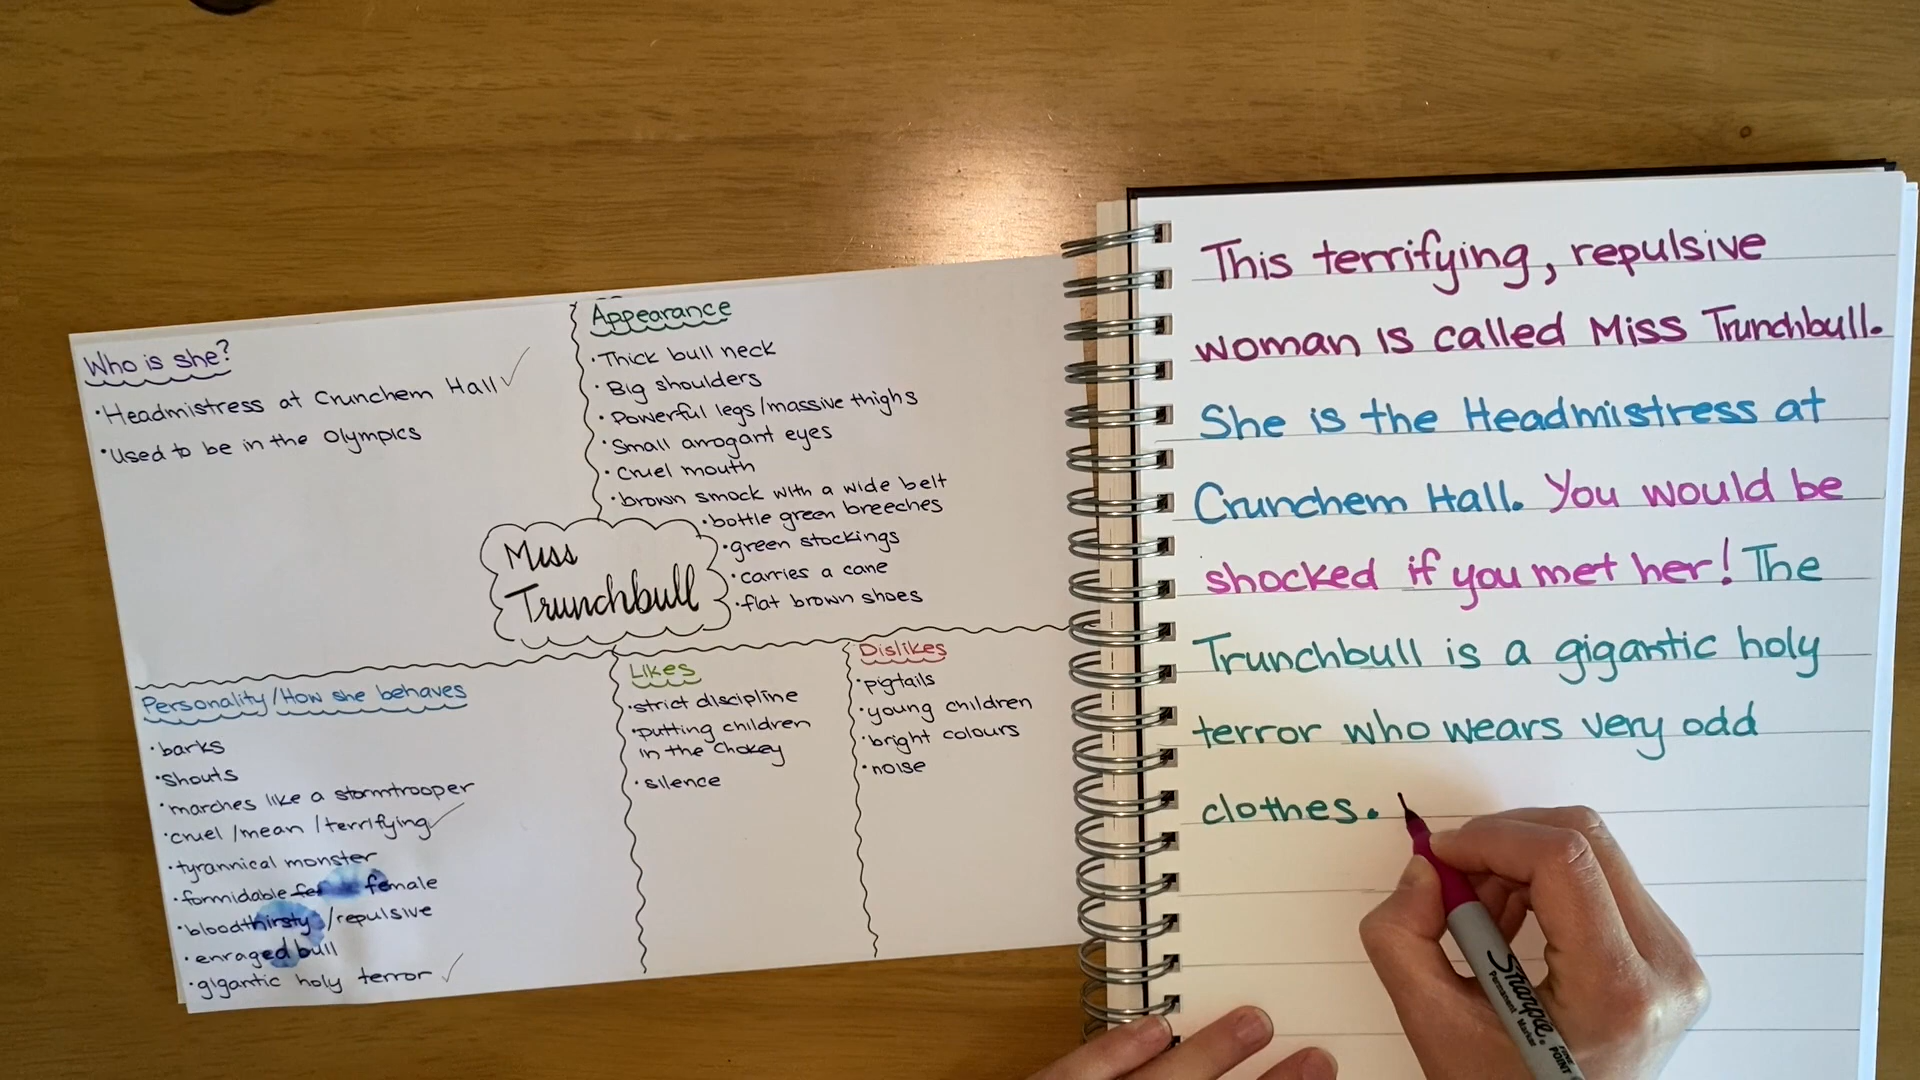 Who is she?
•Headmistress at Crunchem Hall ✓
•Used to be in the Olympics
Appearance
•Thick bull neck
•Big shoulders
•Powerful legs/massive thighs
•Small arrogant eyes
•Cruel mouth
•brown smock with a wide belt
•bottle green breeches
•green stockings
•carries a cane
•flat brown shoes
Miss
Trunchbull
Personality/How she behaves
•barks
•shouts
•marches like a stormtrooper
•cruel/mean/terrifying ✓
•tyrannical monster
•formidable fe female
•bloodthirsty/repulsive
•enraged bull
•gigantic holy terror ✓
Likes
•strict discipline
•putting children
in the Chokey
•silence
Dislikes
•pigtails
•young children
•bright colours
•noise
This terrifying, repulsive
woman is called Miss Trunchbull.
She is the Headmistress at
Crunchem Hall. You would be
shocked if you met her! The
Trunchbull is a gigantic holy
terror who wears very odd
clothes.
Sharpie.
Permanent Marker
FINE
POINT